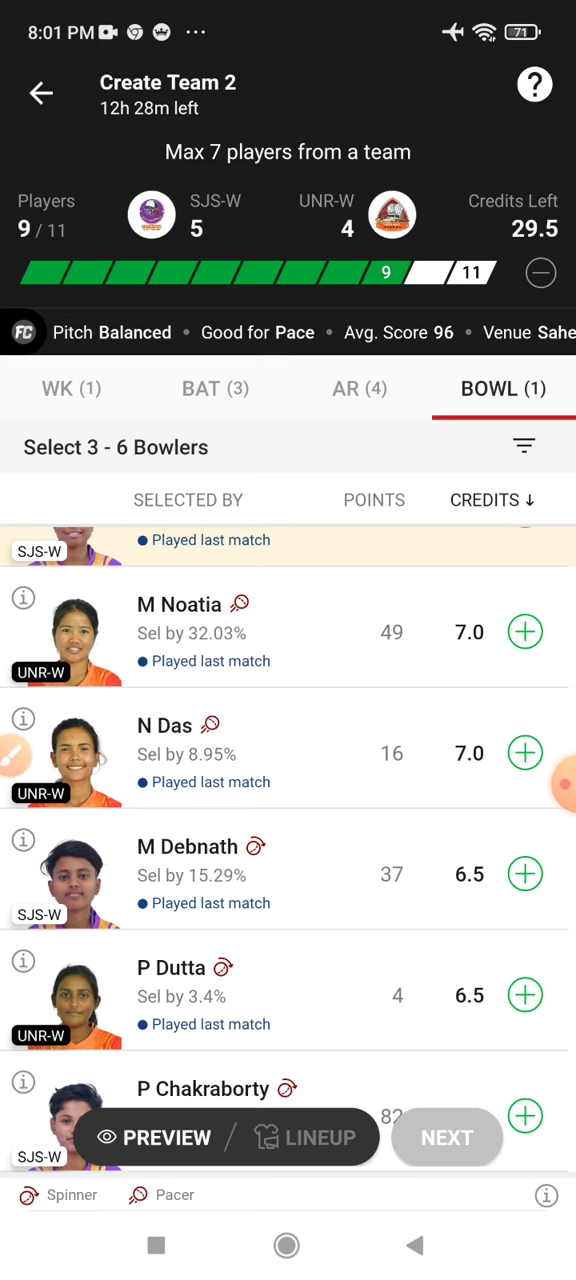 8:01 PM
71
Create Team 2
12h 28m left
?
Max 7 players from a team
Players SJS-W UNR-W Credits Left
9 / 11 5 4 29.5
9 11
FC Pitch Balanced • Good for Pace • Avg. Score 96 • Venue Sahe
WK (1) BAT (3) AR (4) BOWL (1)
Select 3 - 6 Bowlers
SELECTED BY POINTS CREDITS ↓
Played last match
SJS-W
M Noatia
Sel by 32.03% 49 7.0
Played last match
UNR-W
N Das
Sel by 8.95% 16 7.0
Played last match
UNR-W
M Debnath
Sel by 15.29% 37 6.5
Played last match
SJS-W
P Dutta
Sel by 3.4% 4 6.5
Played last match
UNR-W
P Chakraborty
82
PREVIEW / LINEUP NEXT
SJS-W
Spinner Pacer